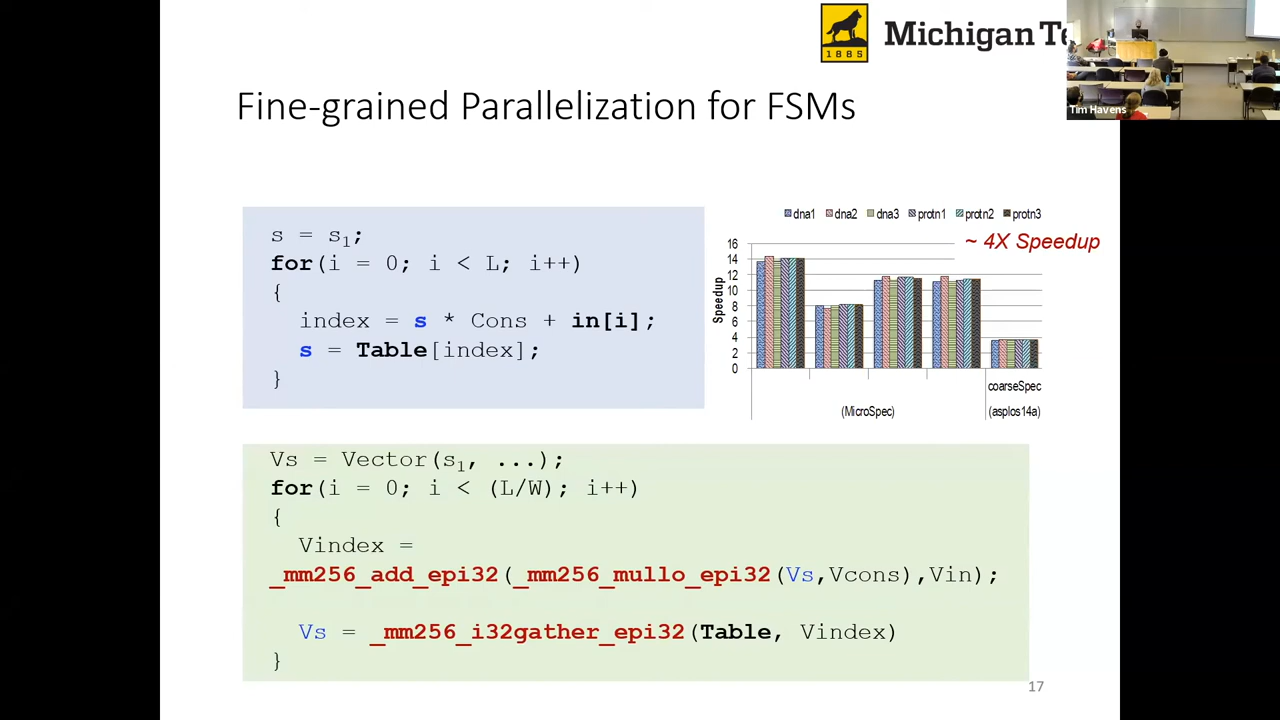 1885
Michigan Te
Tim Havens
Fine-grained Parallelization for FSMs
s = s1;
for(i = 0; i < L; i++)
{
index = s * Cons + in[i];
s = Table[index];
}
dna1 dna2 dna3 protn1 protn2 protn3
~ 4X Speedup
Speedup
16
14
12
10
8
6
4
2
0
coarseSpec
(MicroSpec) (asplos14a)
Vs = Vector(s1, ...);
for(i = 0; i < (L/W); i++)
{
Vindex =
_mm256_add_epi32(_mm256_mullo_epi32(Vs,Vcons),Vin);
Vs = _mm256_i32gather_epi32(Table, Vindex)
}
17